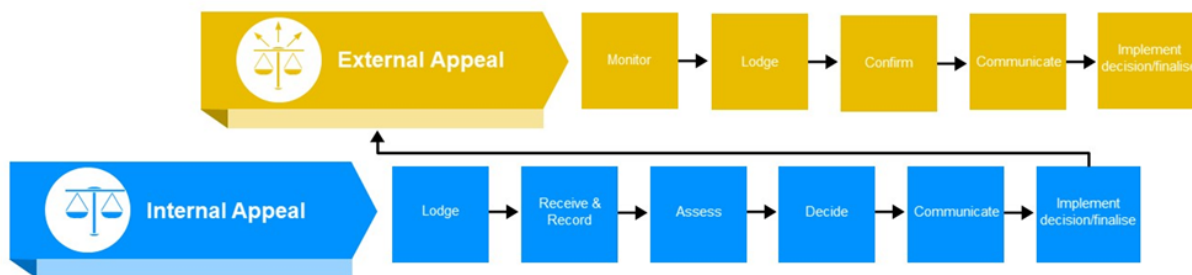 External Appeal
Monitor
Lodge
Confirm
Communicate
Implement
decision/finalise
Internal Appeal
Lodge
Receive &
Record
Assess
Decide
Communicate
Implement
decision/finalise